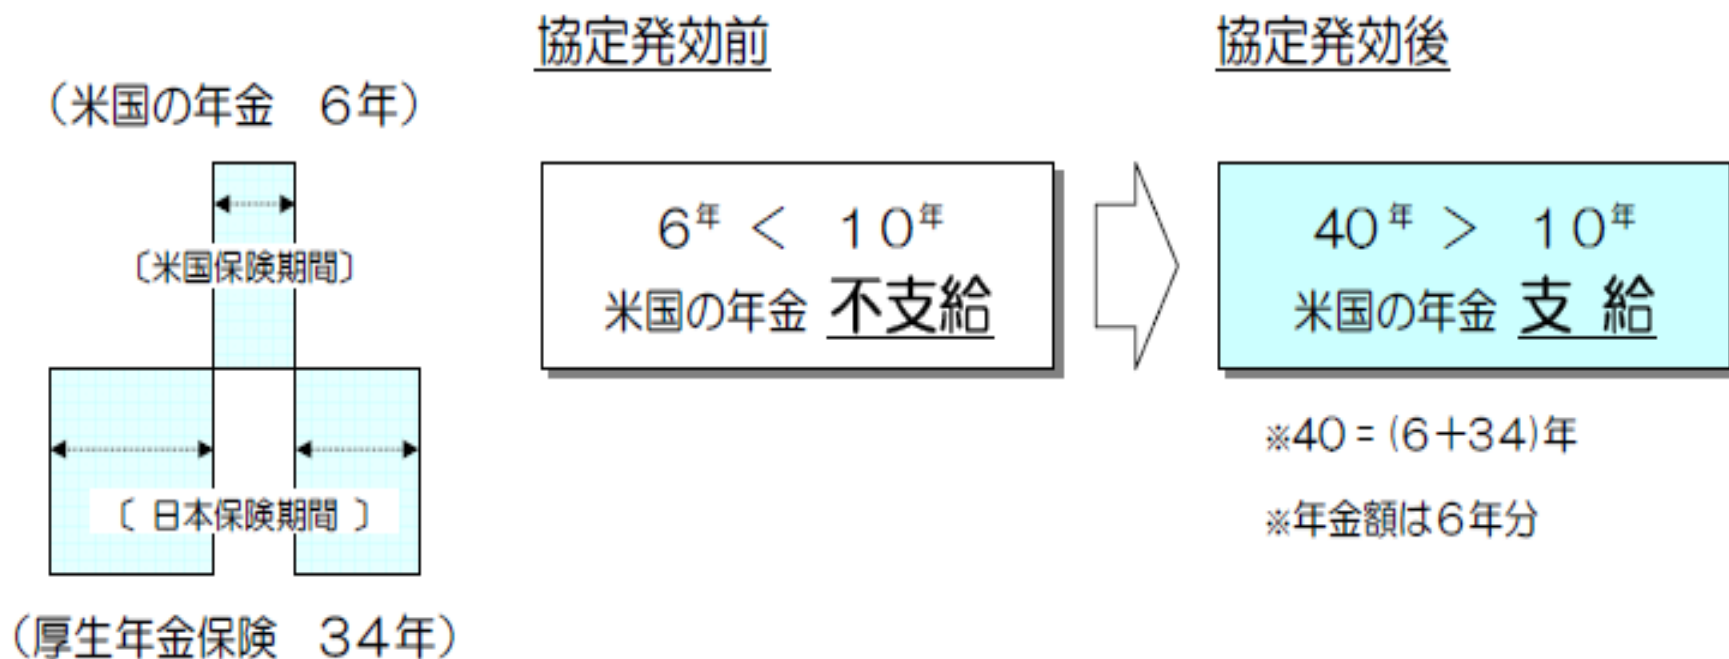 協定発効前
協定発効後
（米国の年金　６年）
〔米国保険期間〕
〔 日本保険期間 〕
（厚生年金保険　３４年）
６年 ＜ １０年
米国の年金 不支給
４０年 ＞ １０年
米国の年金 支 給
※４０＝(６＋３４)年
※年金額は６年分